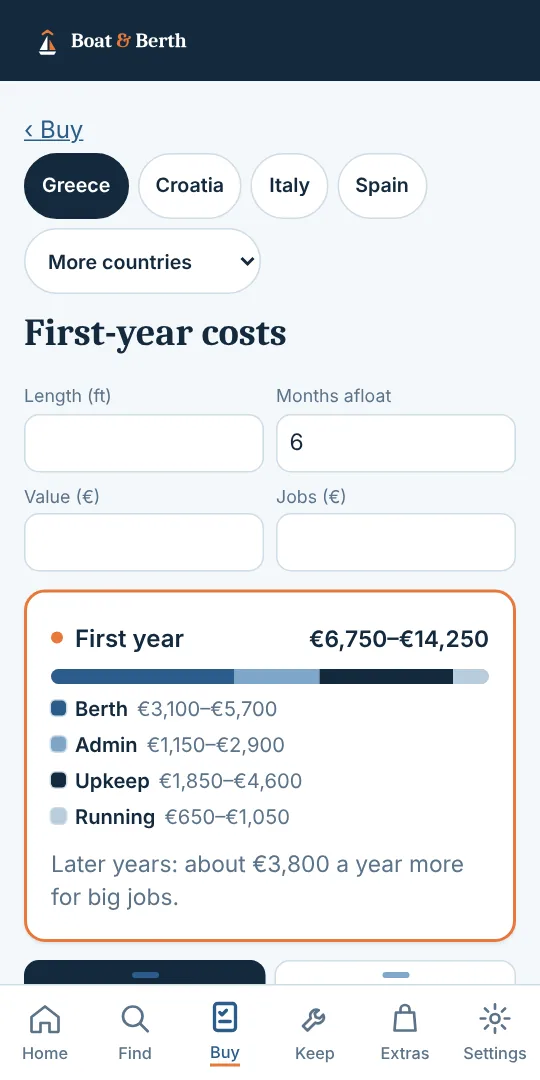 Boat & Berth
‹ Buy
Greece
Croatia
Italy
Spain
More countries
First-year costs
Length (ft)
Months afloat
6
Value (€)
Jobs (€)
First year
€6,750–€14,250
Berth €3,100–€5,700
Admin €1,150–€2,900
Upkeep €1,850–€4,600
Running €650–€1,050
Later years: about €3,800 a year more
for big jobs.
Home
Find
Buy
Keep
Extras
Settings